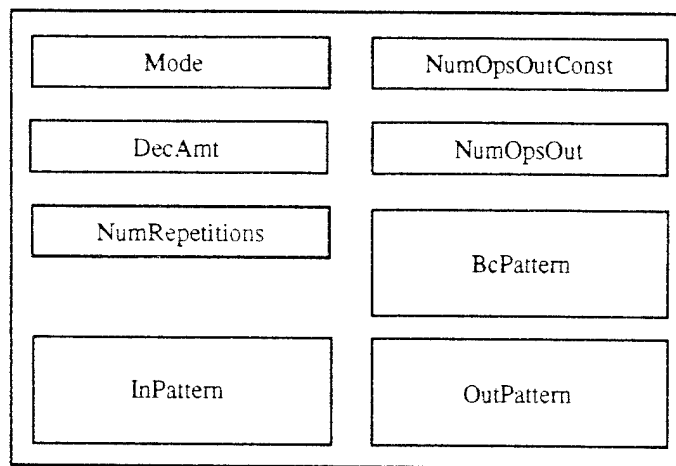 Mode
NumOpsOutConst
DecAmt
NumOpsOut
NumRepetitions
BcPattern
InPattern
OutPattern